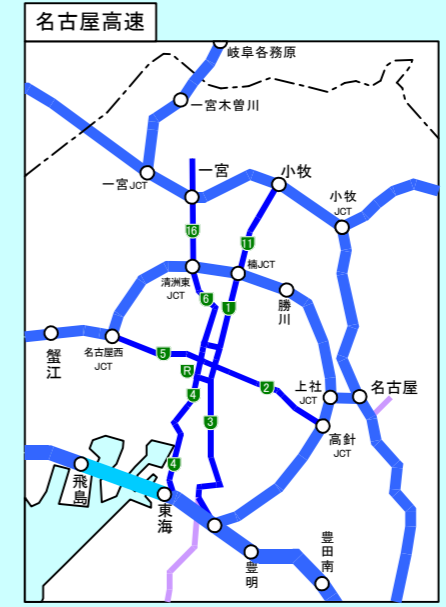 名古屋高速
岐阜各務原
一宮木曽川
一宮JCT
一宮
小牧
小牧
JCT
16
11
清洲東
JCT
楠JCT
勝川
6
1
蟹江
名古屋西
JCT
5
R
2
4
3
上社
JCT
名古屋
高針
JCT
4
飛島
東海
豊明
豊田南